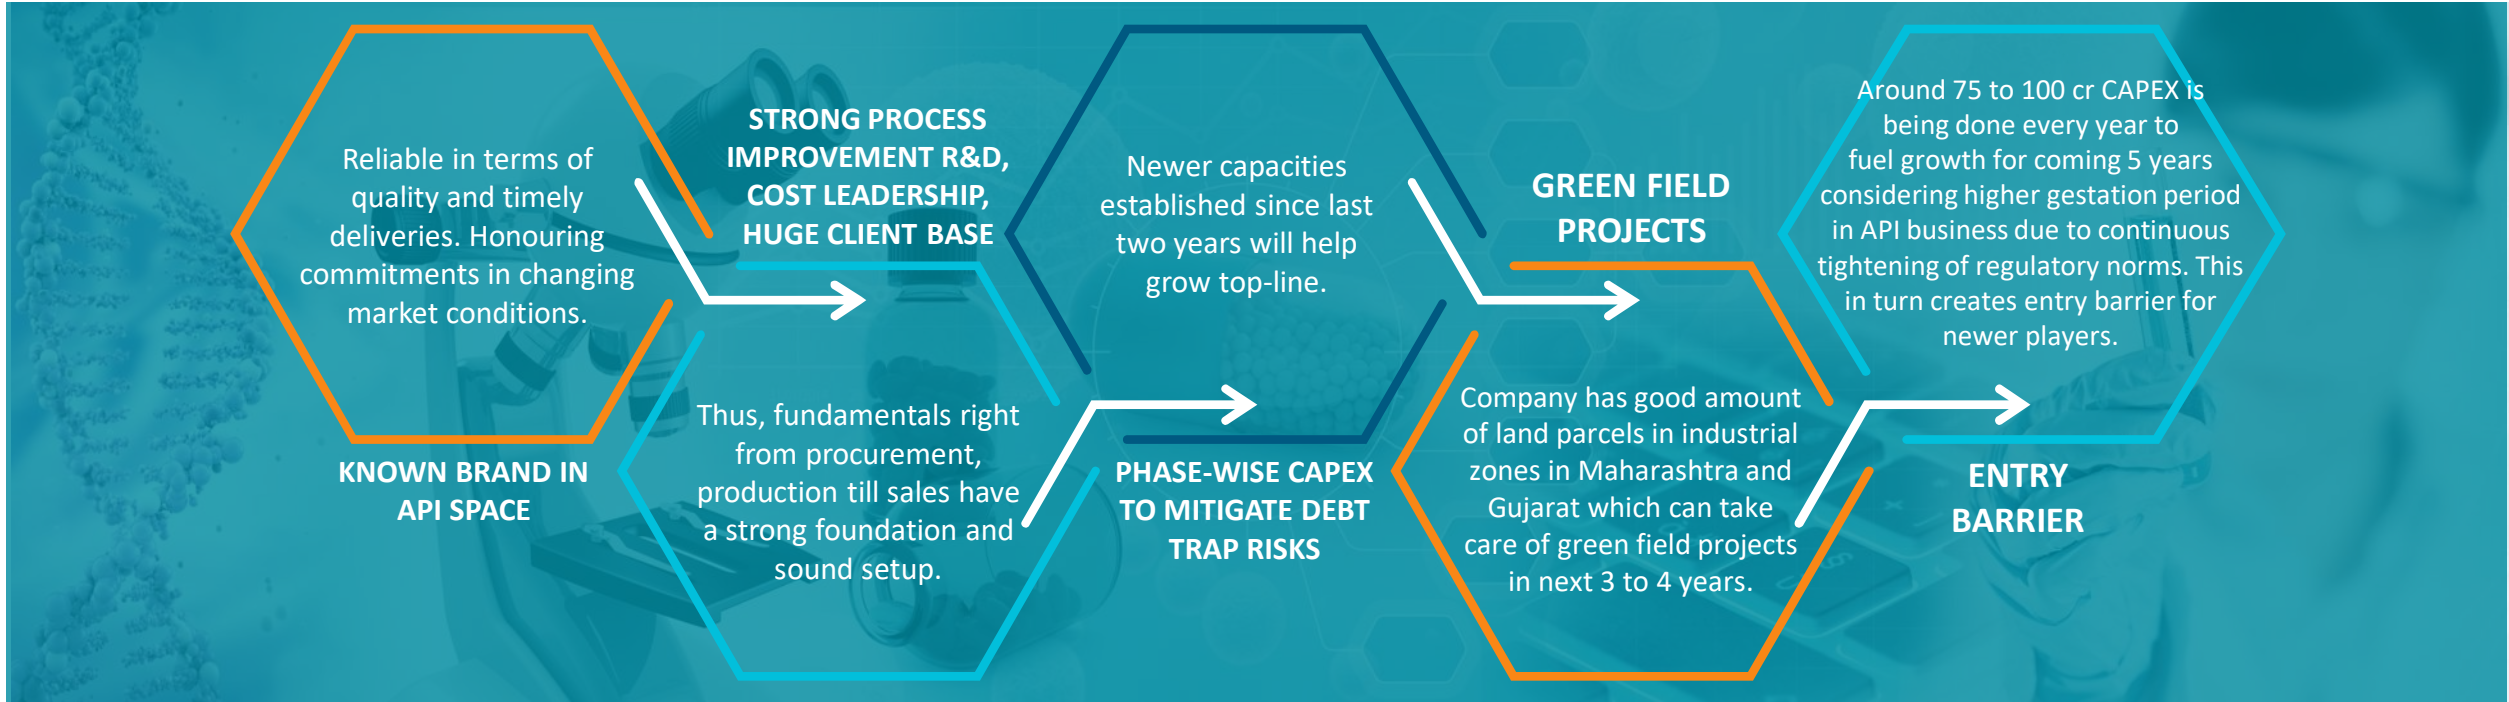 Reliable in terms of
quality and timely
deliveries. Honouring
commitments in changing
market conditions.
KNOWN BRAND IN
API SPACE
STRONG PROCESS
IMPROVEMENT R&D,
COST LEADERSHIP,
HUGE CLIENT BASE
Thus, fundamentals right
from procurement,
production till sales have
a strong foundation and
sound setup.
Newer capacities
established since last
two years will help
grow top-line.
PHASE-WISE CAPEX
TO MITIGATE DEBT
TRAP RISKS
GREEN FIELD
PROJECTS
Company has good amount
of land parcels in industrial
zones in Maharashtra and
Gujarat which can take
care of green field projects
in next 3 to 4 years.
Around 75 to 100 cr CAPEX is
being done every year to
fuel growth for coming 5 years
considering higher gestation period
in API business due to continuous
tightening of regulatory norms. This
in turn creates entry barrier for
newer players.
ENTRY
BARRIER